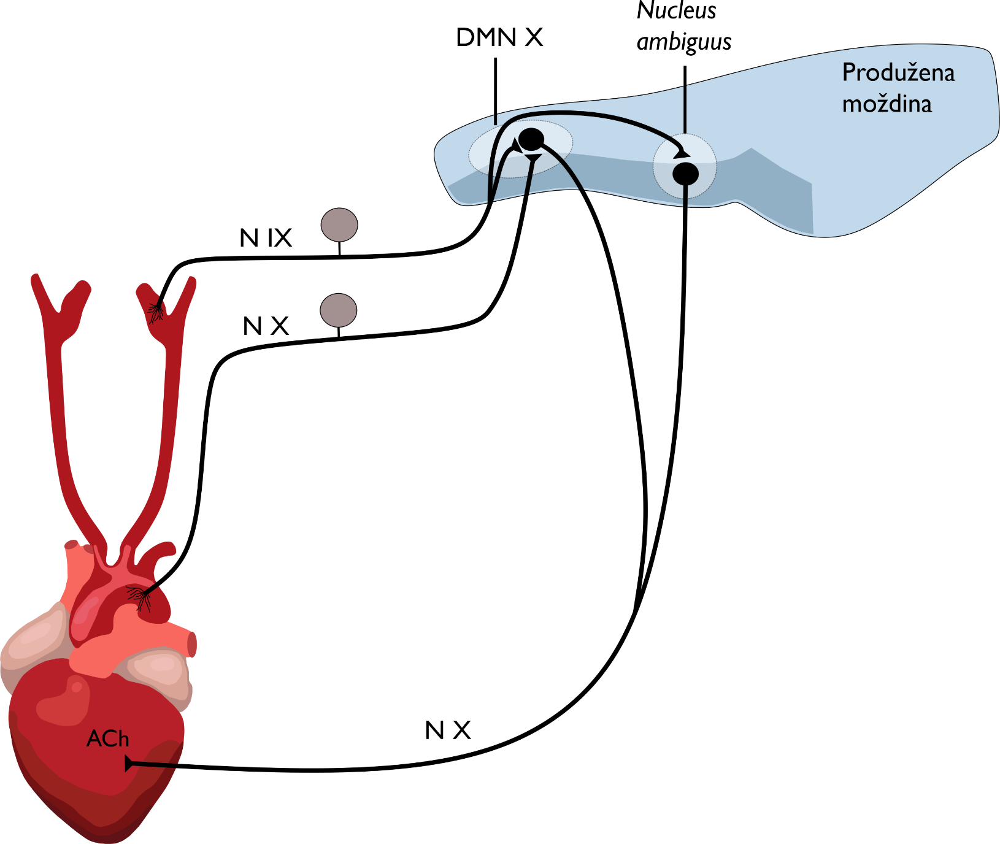 Nucleus
ambiguus
DMN X
Produžena
moždina
N IX
N X
N X
ACh